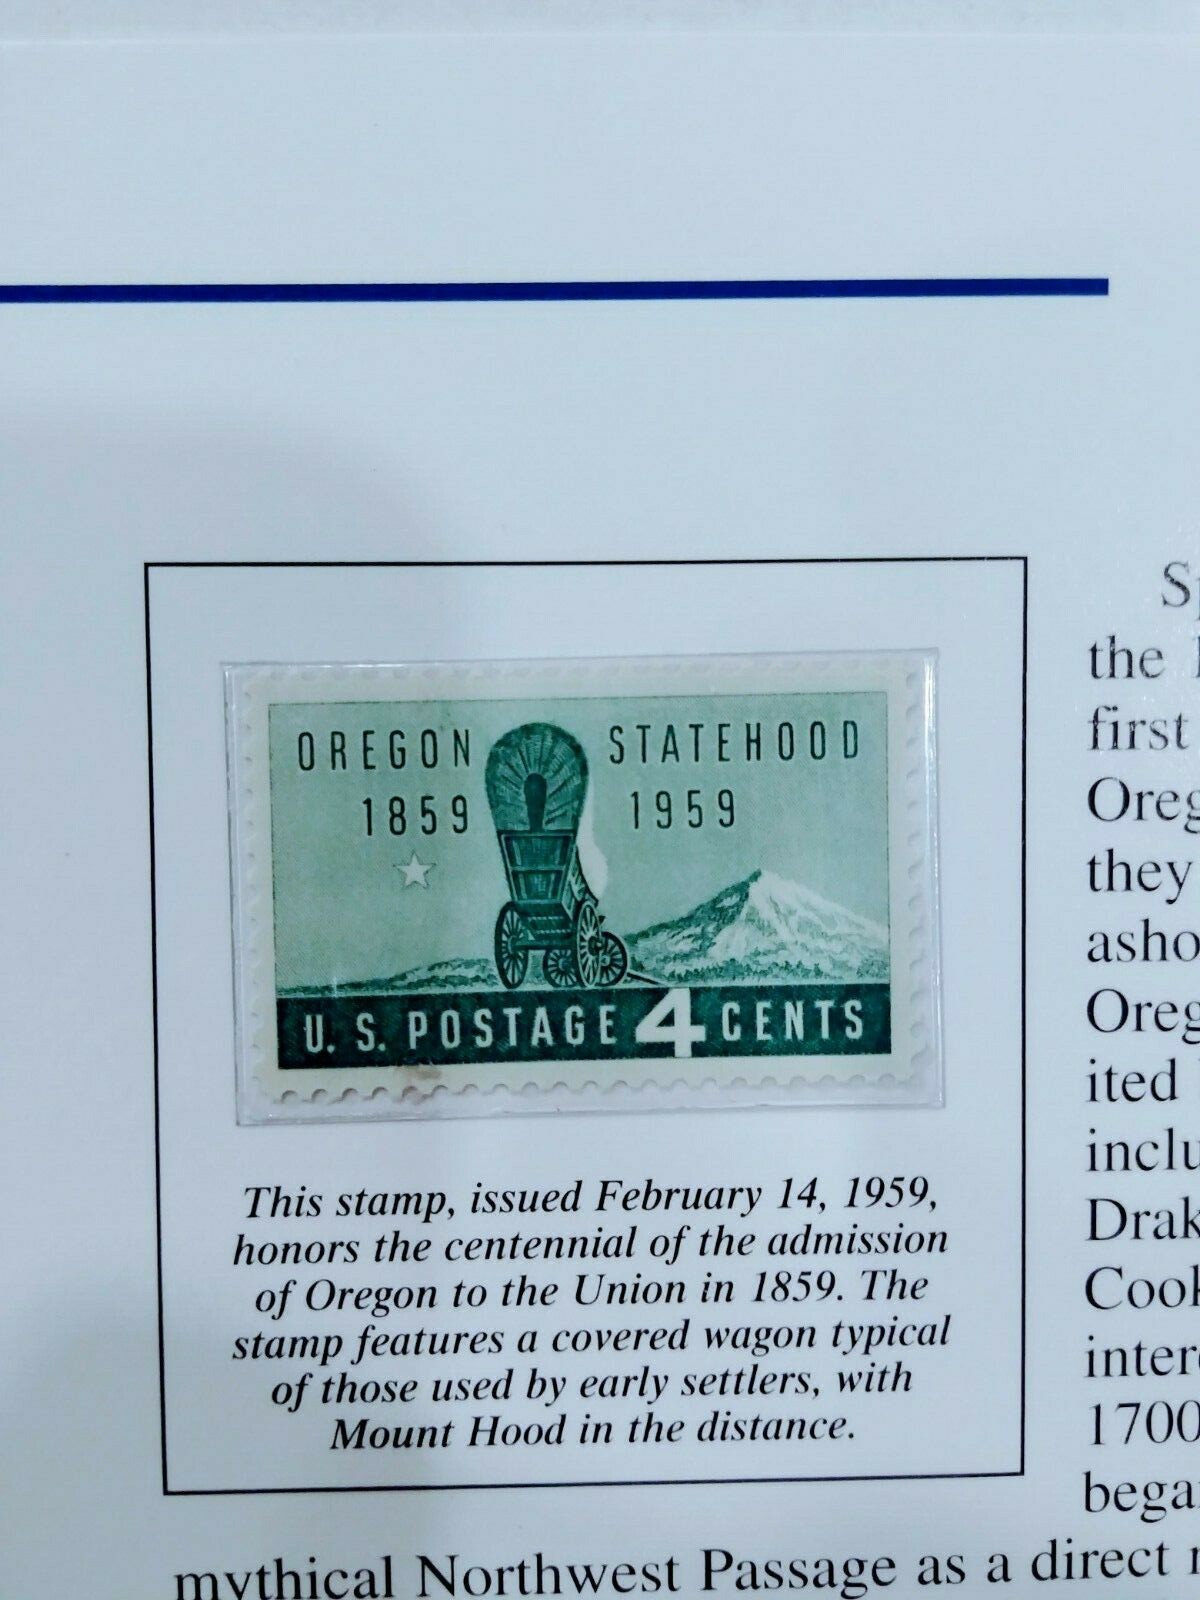 OREGON STATEHOOD
1859 1959
U. S. POSTAGE 4 CENTS
This stamp, issued February 14, 1959,
honors the centennial of the admission
of Oregon to the Union in 1859. The
stamp features a covered wagon typical
of those used by early settlers, with
Mount Hood in the distance.
the
first
they
1700
mythical Northwest Passage as a direct